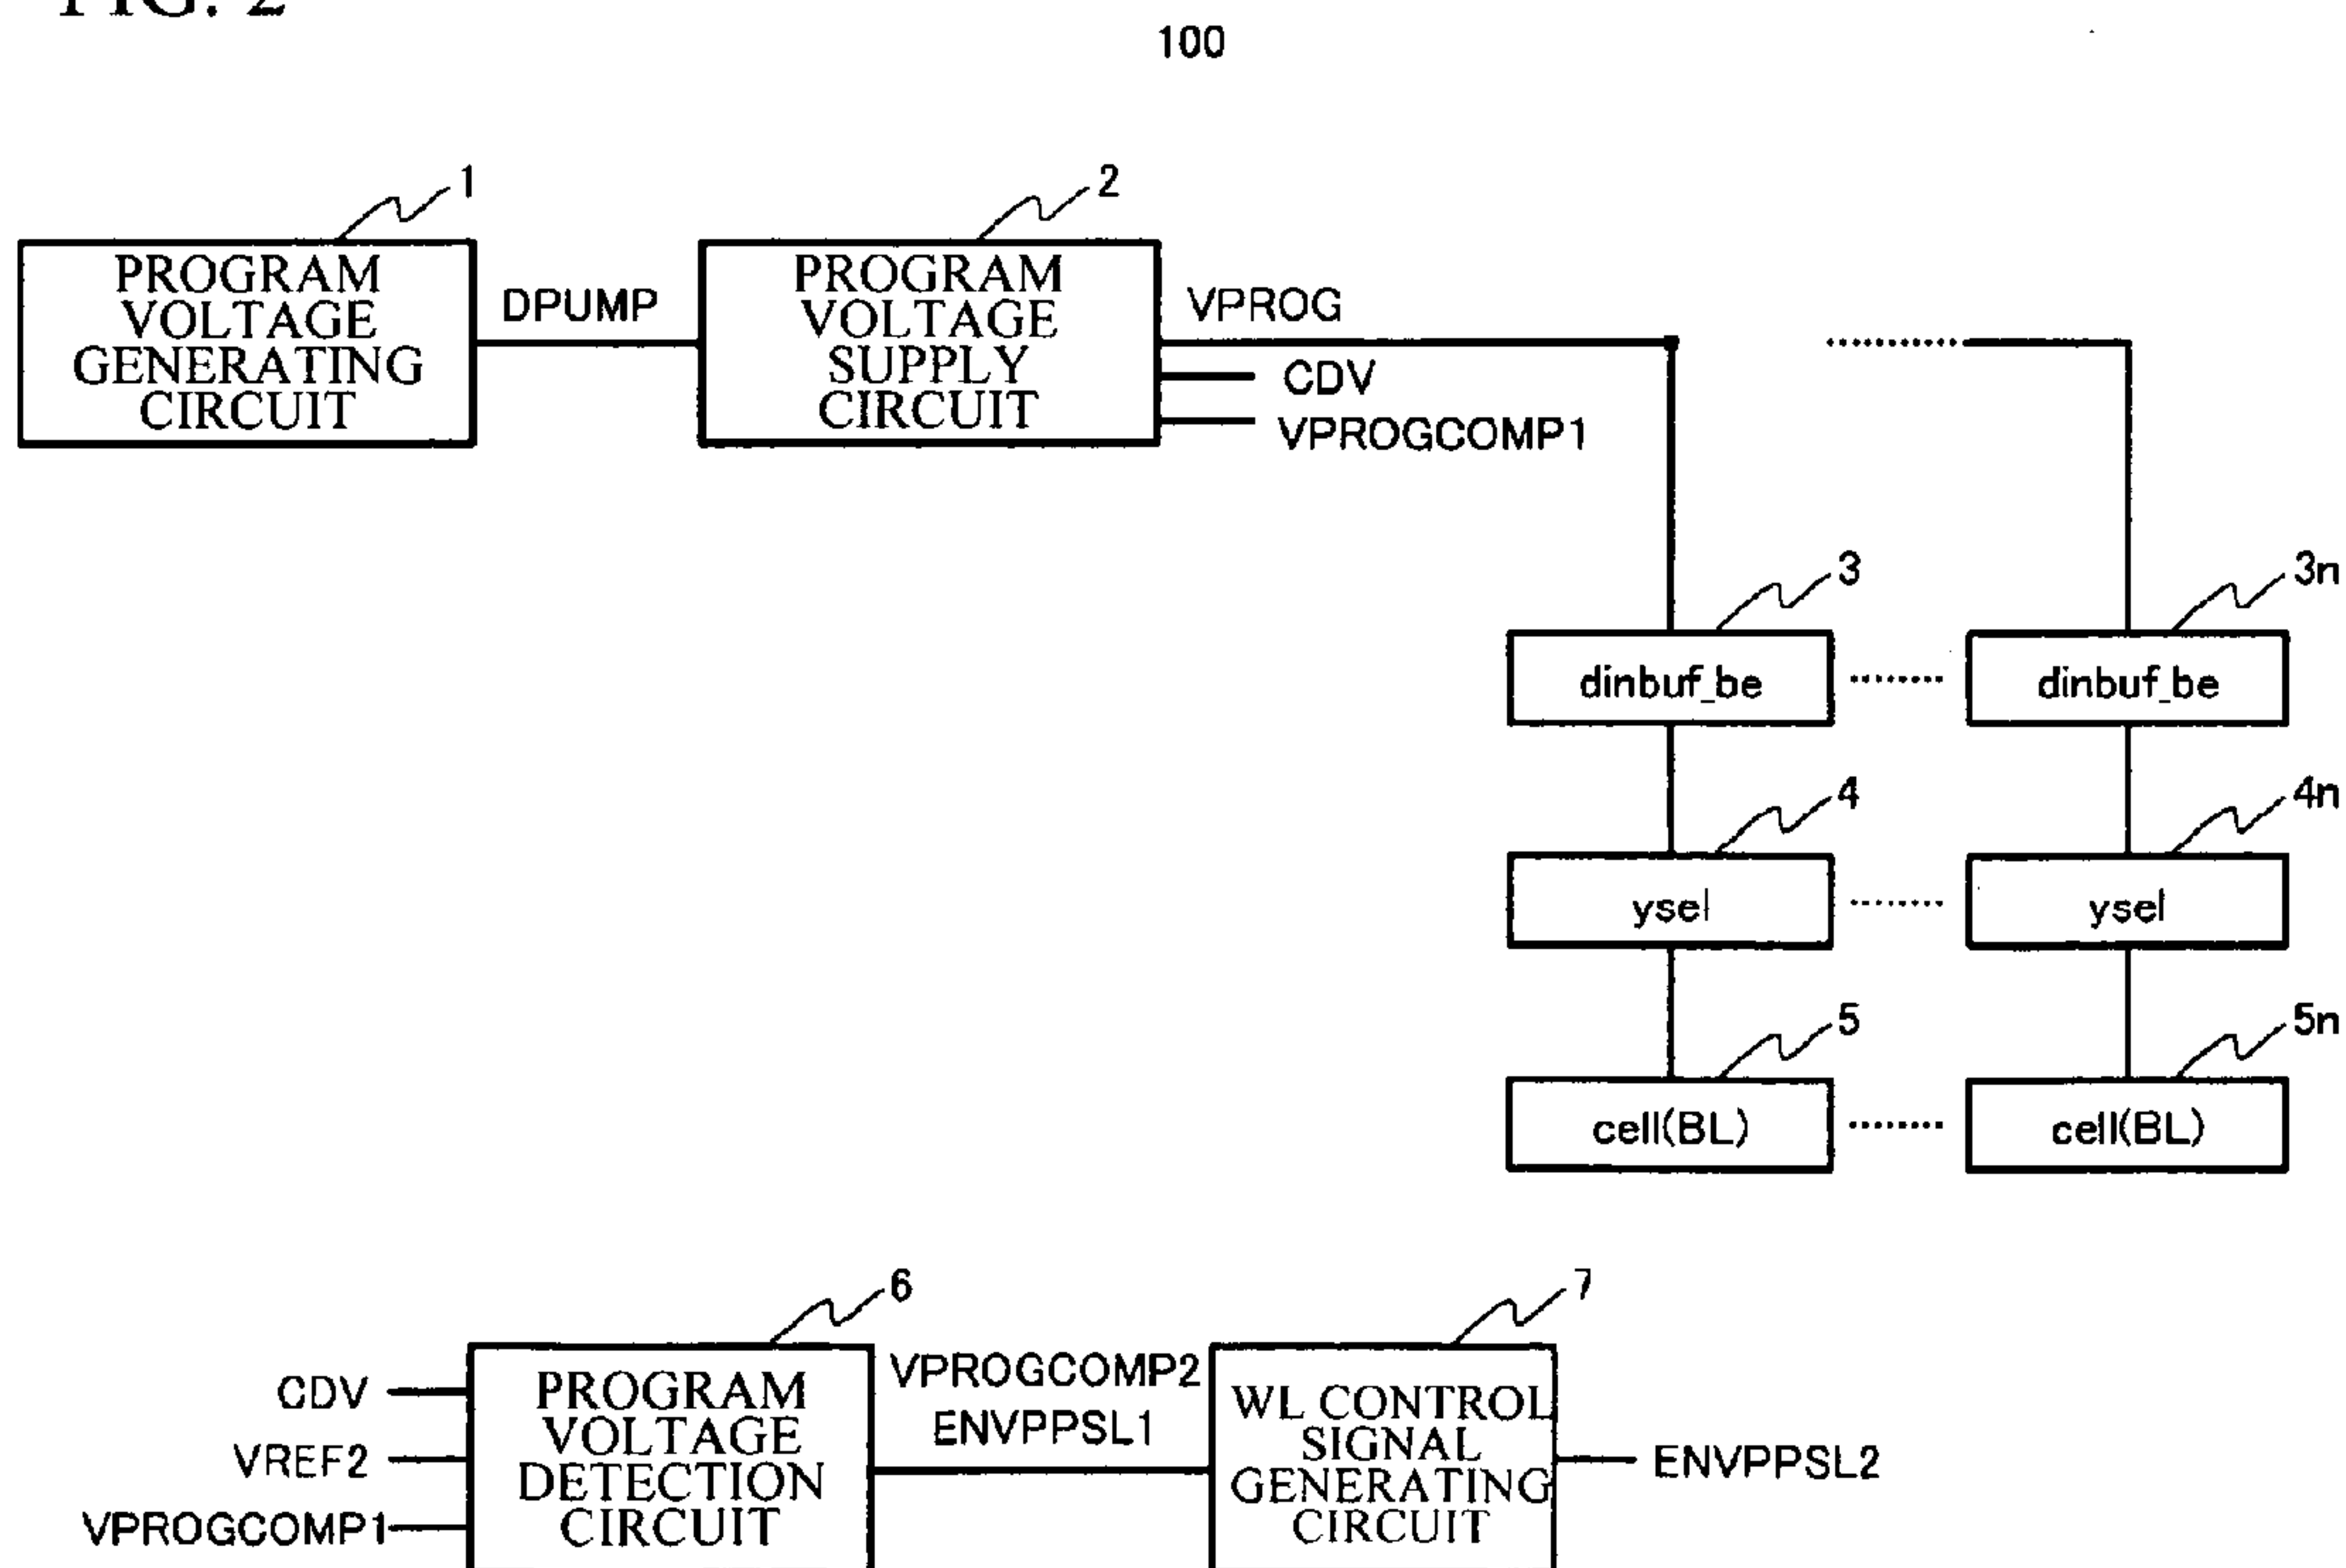 FIG. 2
100
1
2
PROGRAM
VOLTAGE
GENERATING
CIRCUIT
DPUMP
PROGRAM
VOLTAGE
SUPPLY
CIRCUIT
VPROG
CDV
VPROGCOMP1
3
3n
dinbuf_be
dinbuf_be
4
4n
ysel
ysel
5
5n
cell(BL)
cell(BL)
6
7
CDV
VREF2
VPROGCOMP1
PROGRAM
VOLTAGE
DETECTION
CIRCUIT
VPROGCOMP2
ENVPPSL1
WL CONTROL
SIGNAL
GENERATING
CIRCUIT
ENVPPSL2